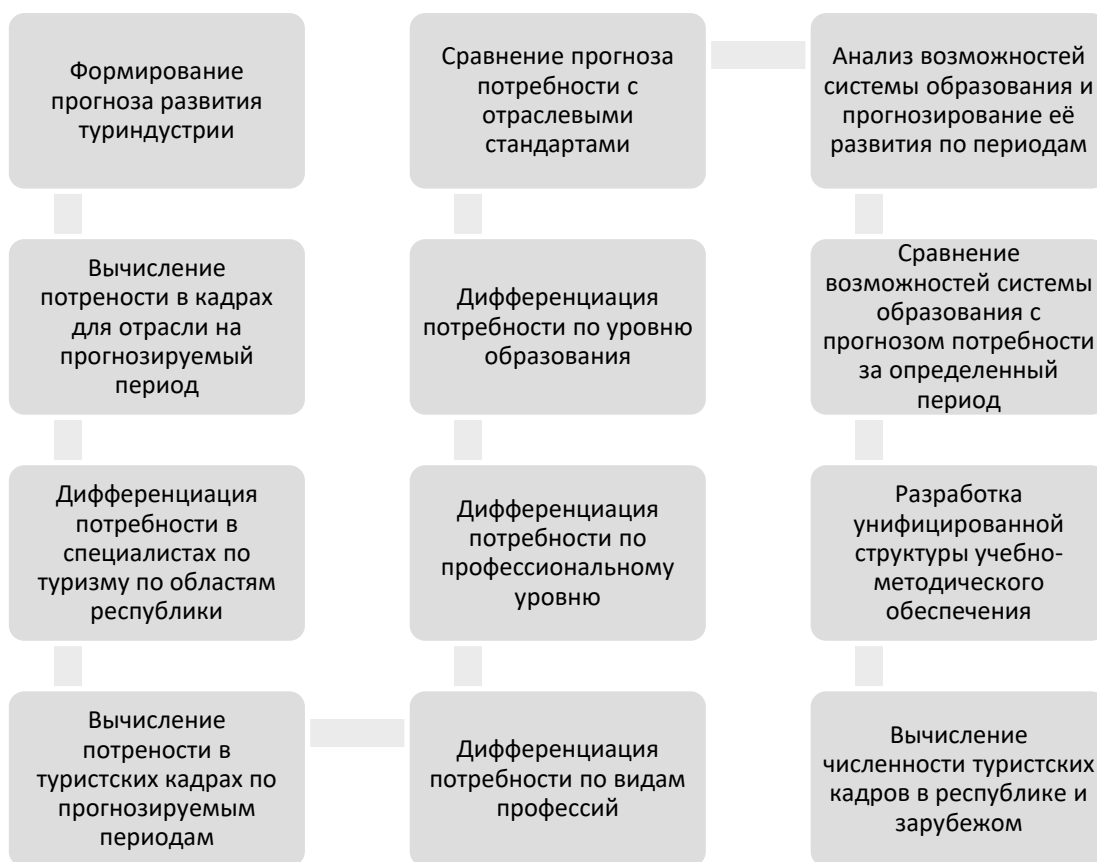 Формирование
прогноза развития
туриндустрии
Вычисление
потрености в кадрах
для отрасли на
прогнозируемый
период
Дифференциация
потребности в
специалистах по
туризму по областям
республики
Вычисление
потрености в
туристских кадрах по
прогнозируемым
периодам
Дифференциация
потребности по видам
профессий
Дифференциация
потребности по
профессиональному
уровню
Дифференциация
потребности по уровню
образования
Сравнение прогноза
потребности с
отраслевыми
стандартами
Анализ возможностей
системы образования и
прогнозирование её
развития по периодам
Сравнение
возможностей системы
образования с
прогнозом потребности
за определенный
период
Разработка
унифицированной
структуры учебно-
методического
обеспечения
Вычисление
численности туристских
кадров в республике и
зарубежом